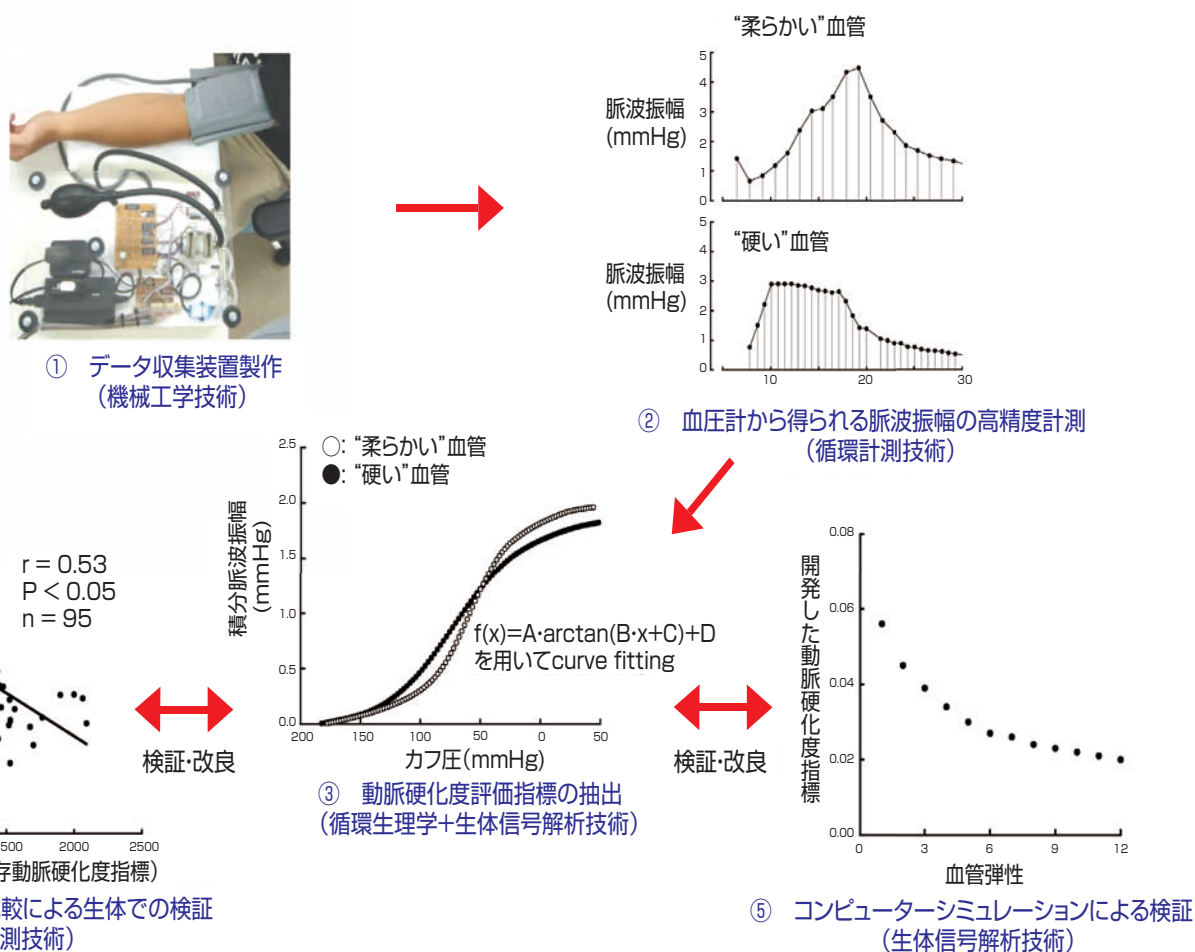 “柔らかい”血管
5
4
3
2
1
0
脈波振幅
(mmHg)
5
4
3
2
1
0
“硬い”血管
脈波振幅
(mmHg)
10 20 30
① データ収集装置製作
(機械工学技術)
② 血圧計から得られる脈波振幅の高精度計測
(循環計測技術)
○: “柔らかい”血管
●: “硬い”血管
2.5
2.0
1.5
1.0
0.5
0.0
積分脈波振幅
(mmHg)
f(x)=A・arctan(B・x+C)+D
を用いてcurve fitting
200 150 100 50 0 50
カフ圧(mmHg)
③ 動脈硬化度評価指標の抽出
(循環生理学+生体信号解析技術)
r = 0.53
P < 0.05
n = 95
検証・改良
500 2000 2500
存動脈硬化度指標)
較による生体での検証
測技術)
検証・改良
0.08
0.06
0.04
0.02
0.00
開発した動脈硬化度指標
0 3 6 9 12
血管弾性
⑤ コンピューターシミュレーションによる検証
(生体信号解析技術)